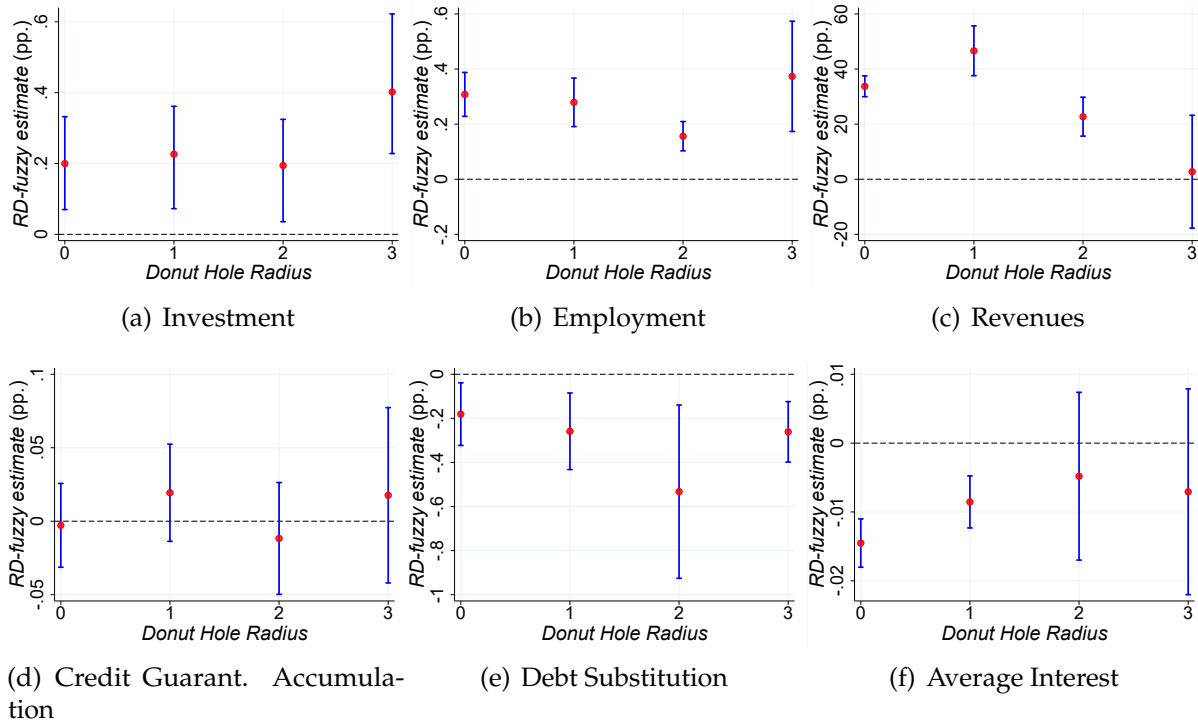 RD-fuzzy estimate (pp.)
0 .2 .4 .6
0 1 2 3
Donut Hole Radius
(a) Investment
RD-fuzzy estimate (pp.)
-.2 0 .2 .4 .6
0 1 2 3
Donut Hole Radius
(b) Employment
RD-fuzzy estimate (pp.)
-20 0 20 40 60
0 1 2 3
Donut Hole Radius
(c) Revenues
RD-fuzzy estimate (pp.)
-.05 0 .05 .1
0 1 2 3
Donut Hole Radius
(d) Credit Guarant. Accumula-
tion
RD-fuzzy estimate (pp.)
-1 -.8 -.6 -.4 -.2 0
0 1 2 3
Donut Hole Radius
(e) Debt Substitution
RD-fuzzy estimate (pp.)
-.02 -.01 0 .01
0 1 2 3
Donut Hole Radius
(f) Average Interest